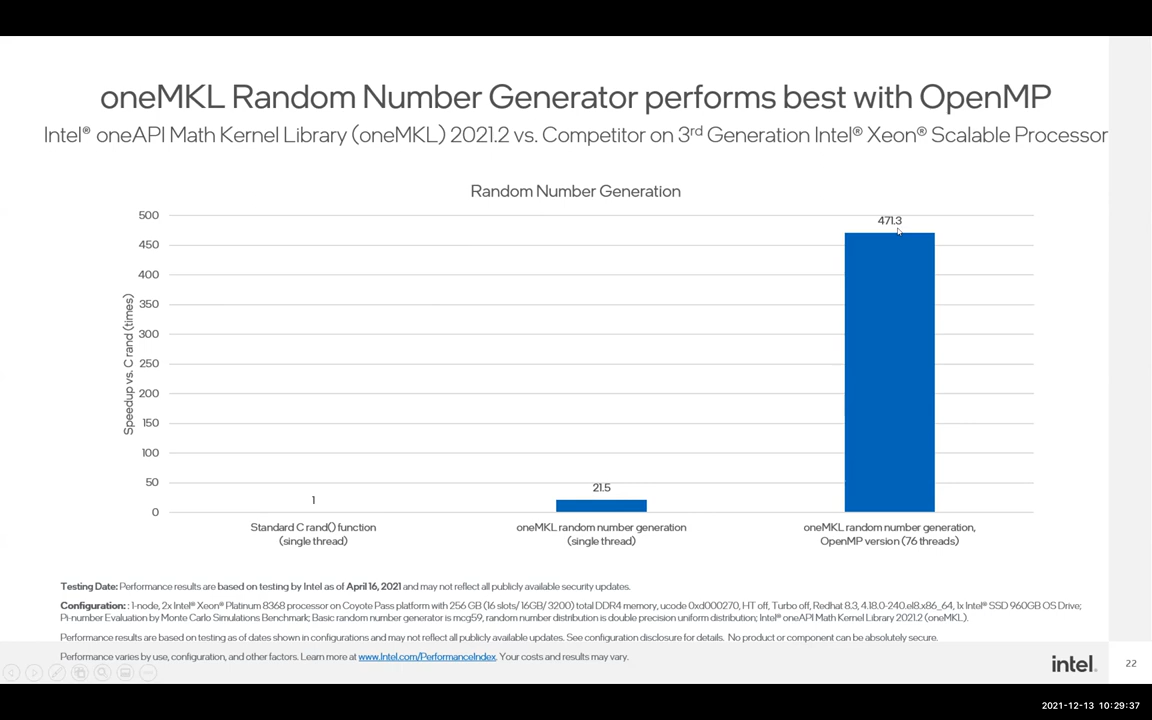 oneMKL Random Number Generator performs best with OpenMP
Intel® oneAPI Math Kernel Library (oneMKL) 2021.2 vs. Competitor on 3rd Generation Intel® Xeon® Scalable Processor
Random Number Generation
Speedup vs. C rand (times)
500
450
400
350
300
250
200
150
100
50
0
1
21.5
471.3
Standard C rand() function
(single thread)
oneMKL random number generation
(single thread)
oneMKL random number generation,
OpenMP version (76 threads)
Testing Date: Performance results are based on testing by Intel as of April 16, 2021 and may not reflect all publicly available security updates.
Configuration: : 1-node, 2x Intel® Xeon® Platinum 8368 processor on Coyote Pass platform with 256 GB (16 slots/ 16GB/ 3200) total DDR4 memory, ucode 0xd000270, HT off, Turbo off, Redhat 8.3, 4.18.0-240.el8.x86_64, 1x Intel® SSD 960GB OS Drive;
Pi-number Evaluation by Monte Carlo Simulations Benchmark; Basic random number generator is mcg59, random number distribution is double precision uniform distribution; Intel® oneAPI Math Kernel Library 2021.2 (oneMKL).
Performance results are based on testing as of dates shown in configurations and may not reflect all publicly available updates. See configuration disclosure for details. No product or component can be absolutely secure.
Performance varies by use, configuration, and other factors. Learn more at www.Intel.com/PerformanceIndex. Your costs and results may vary.
intel.
22
2021-12-13 10:29:37